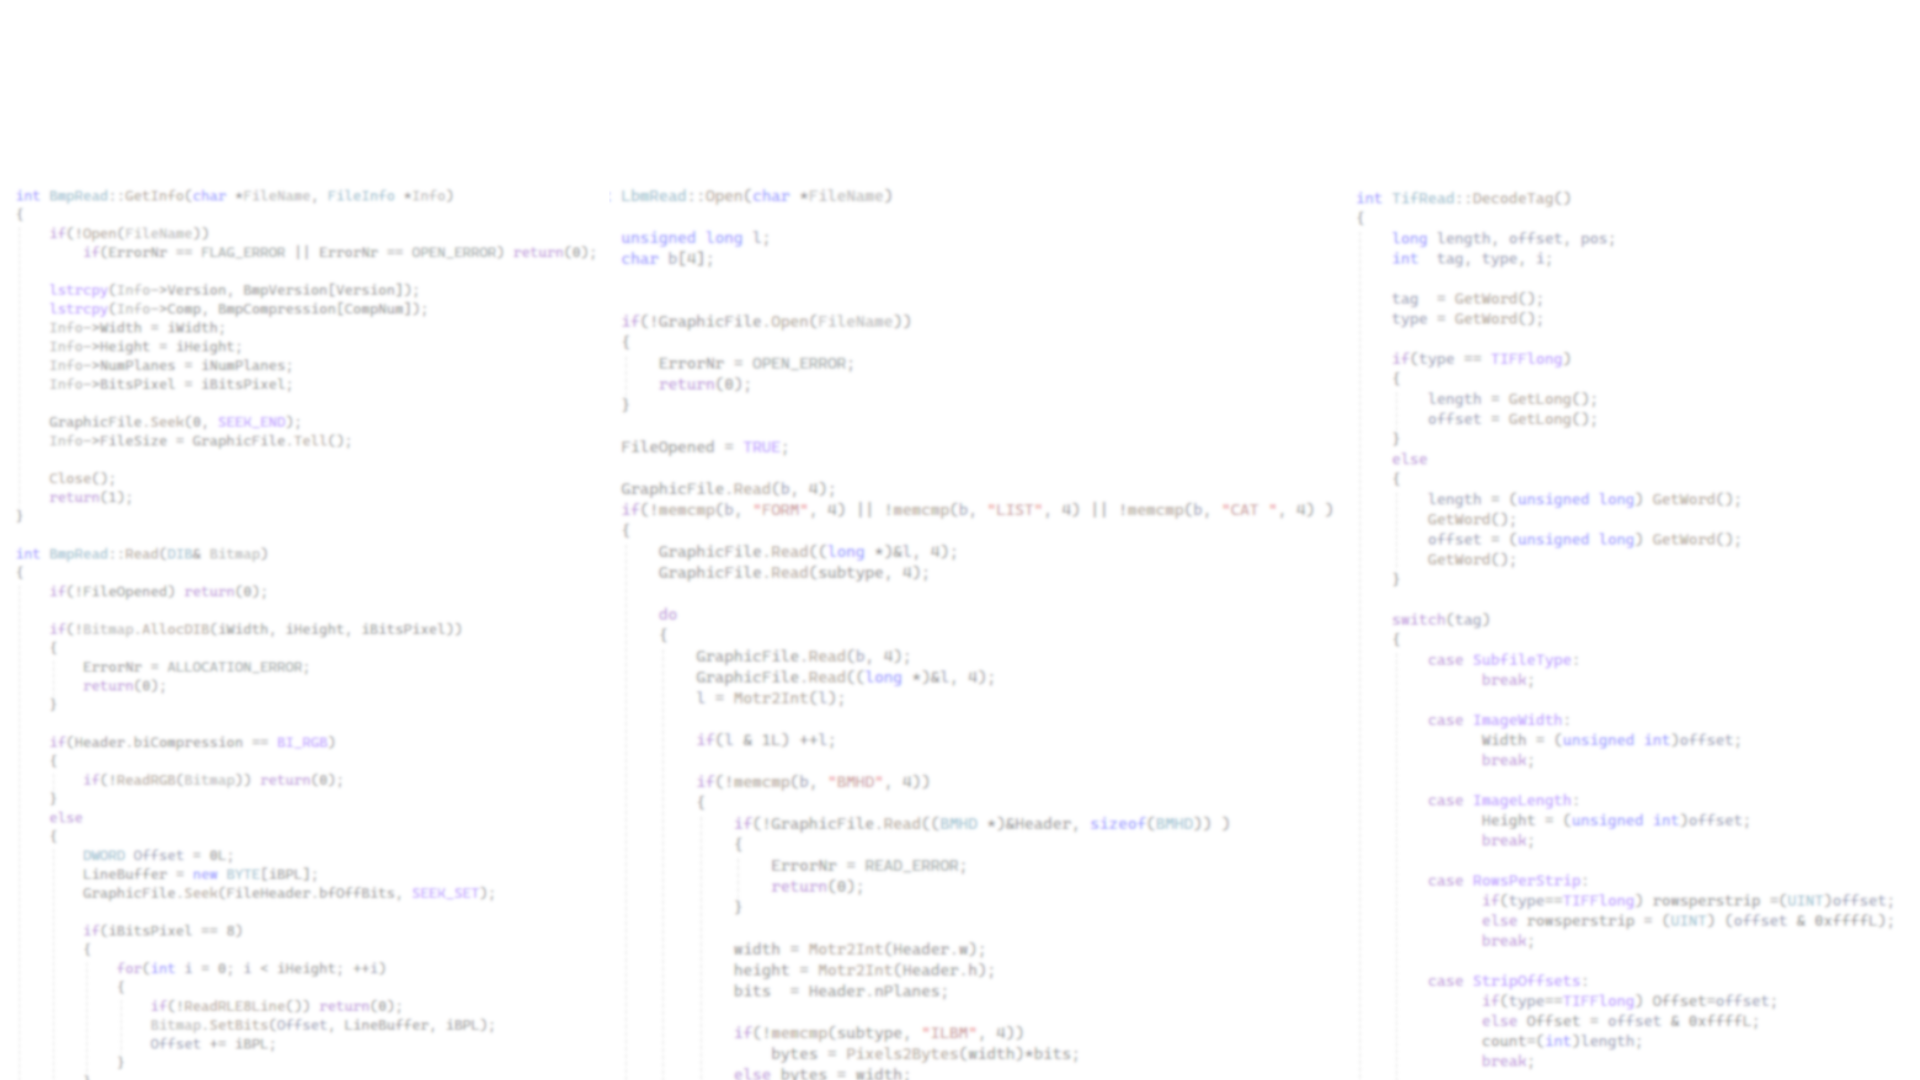 int BmpRead::GetInfo(char *FileName, FileInfo *Info)
{
    if(!Open(FileName))
        if(ErrorNr == FLAG_ERROR || ErrorNr == OPEN_ERROR) return(0);

    lstrcpy(Info->Version, BmpVersion[Version]);
    lstrcpy(Info->Comp, BmpCompression[CompNum]);
    Info->Width = iWidth;
    Info->Height = iHeight;
    Info->NumPlanes = iNumPlanes;
    Info->BitsPixel = iBitsPixel;

    GraphicFile.Seek(0, SEEK_END);
    Info->FileSize = GraphicFile.Tell();

    Close();
    return(1);
}

int BmpRead::Read(DIB& Bitmap)
{
    if(!FileOpened) return(0);

    if(!Bitmap.AllocDIB(iWidth, iHeight, iBitsPixel))
    {
        ErrorNr = ALLOCATION_ERROR;
        return(0);
    }

    if(Header.biCompression == BI_RGB)
    {
        if(!ReadRGB(Bitmap)) return(0);
    }
    else
    {
        DWORD Offset = 0L;
        LineBuffer = new BYTE[iBPL];
        GraphicFile.Seek(FileHeader.bfOffBits, SEEK_SET);

        if(iBitsPixel == 8)
        {
            for(int i = 0; i < iHeight; ++i)
            {
                if(!ReadRLE8Line()) return(0);
                Bitmap.SetBits(Offset, LineBuffer, iBPL);
                Offset += iBPL;
            }
        }
: LbmRead::Open(char *FileName)

unsigned long l;
char b[4];

if(!GraphicFile.Open(FileName))
{
    ErrorNr = OPEN_ERROR;
    return(0);
}

FileOpened = TRUE;

GraphicFile.Read(b, 4);
if(!memcmp(b, "FORM", 4) || !memcmp(b, "LIST", 4) || !memcmp(b, "CAT ", 4) )
{
    GraphicFile.Read((long *)&l, 4);
    GraphicFile.Read(subtype, 4);

    do
    {
        GraphicFile.Read(b, 4);
        GraphicFile.Read((long *)&l, 4);
        l = Motr2Int(l);

        if(l & 1L) ++l;

        if(!memcmp(b, "BMHD", 4))
        {
            if(!GraphicFile.Read((BMHD *)&Header, sizeof(BMHD)) )
            {
                ErrorNr = READ_ERROR;
                return(0);
            }

            width = Motr2Int(Header.w);
            height = Motr2Int(Header.h);
            bits  = Header.nPlanes;

            if(!memcmp(subtype, "ILBM", 4))
                bytes = Pixels2Bytes(width)*bits;
            else bytes = width;
int TifRead::DecodeTag()
{
    long length, offset, pos;
    int  tag, type, i;

    tag  = GetWord();
    type = GetWord();

    if(type == TIFFlong)
    {
        length = GetLong();
        offset = GetLong();
    }
    else
    {
        length = (unsigned long) GetWord();
        GetWord();
        offset = (unsigned long) GetWord();
        GetWord();
    }

    switch(tag)
    {
        case SubfileType:
              break;

        case ImageWidth:
              Width = (unsigned int)offset;
              break;

        case ImageLength:
              Height = (unsigned int)offset;
              break;

        case RowsPerStrip:
              if(type==TIFFlong) rowsperstrip =(UINT)offset;
              else rowsperstrip = (UINT) (offset & 0xffffL);
              break;

        case StripOffsets:
              if(type==TIFFlong) Offset=offset;
              else Offset = offset & 0xffffL;
              count=(int)length;
              break;